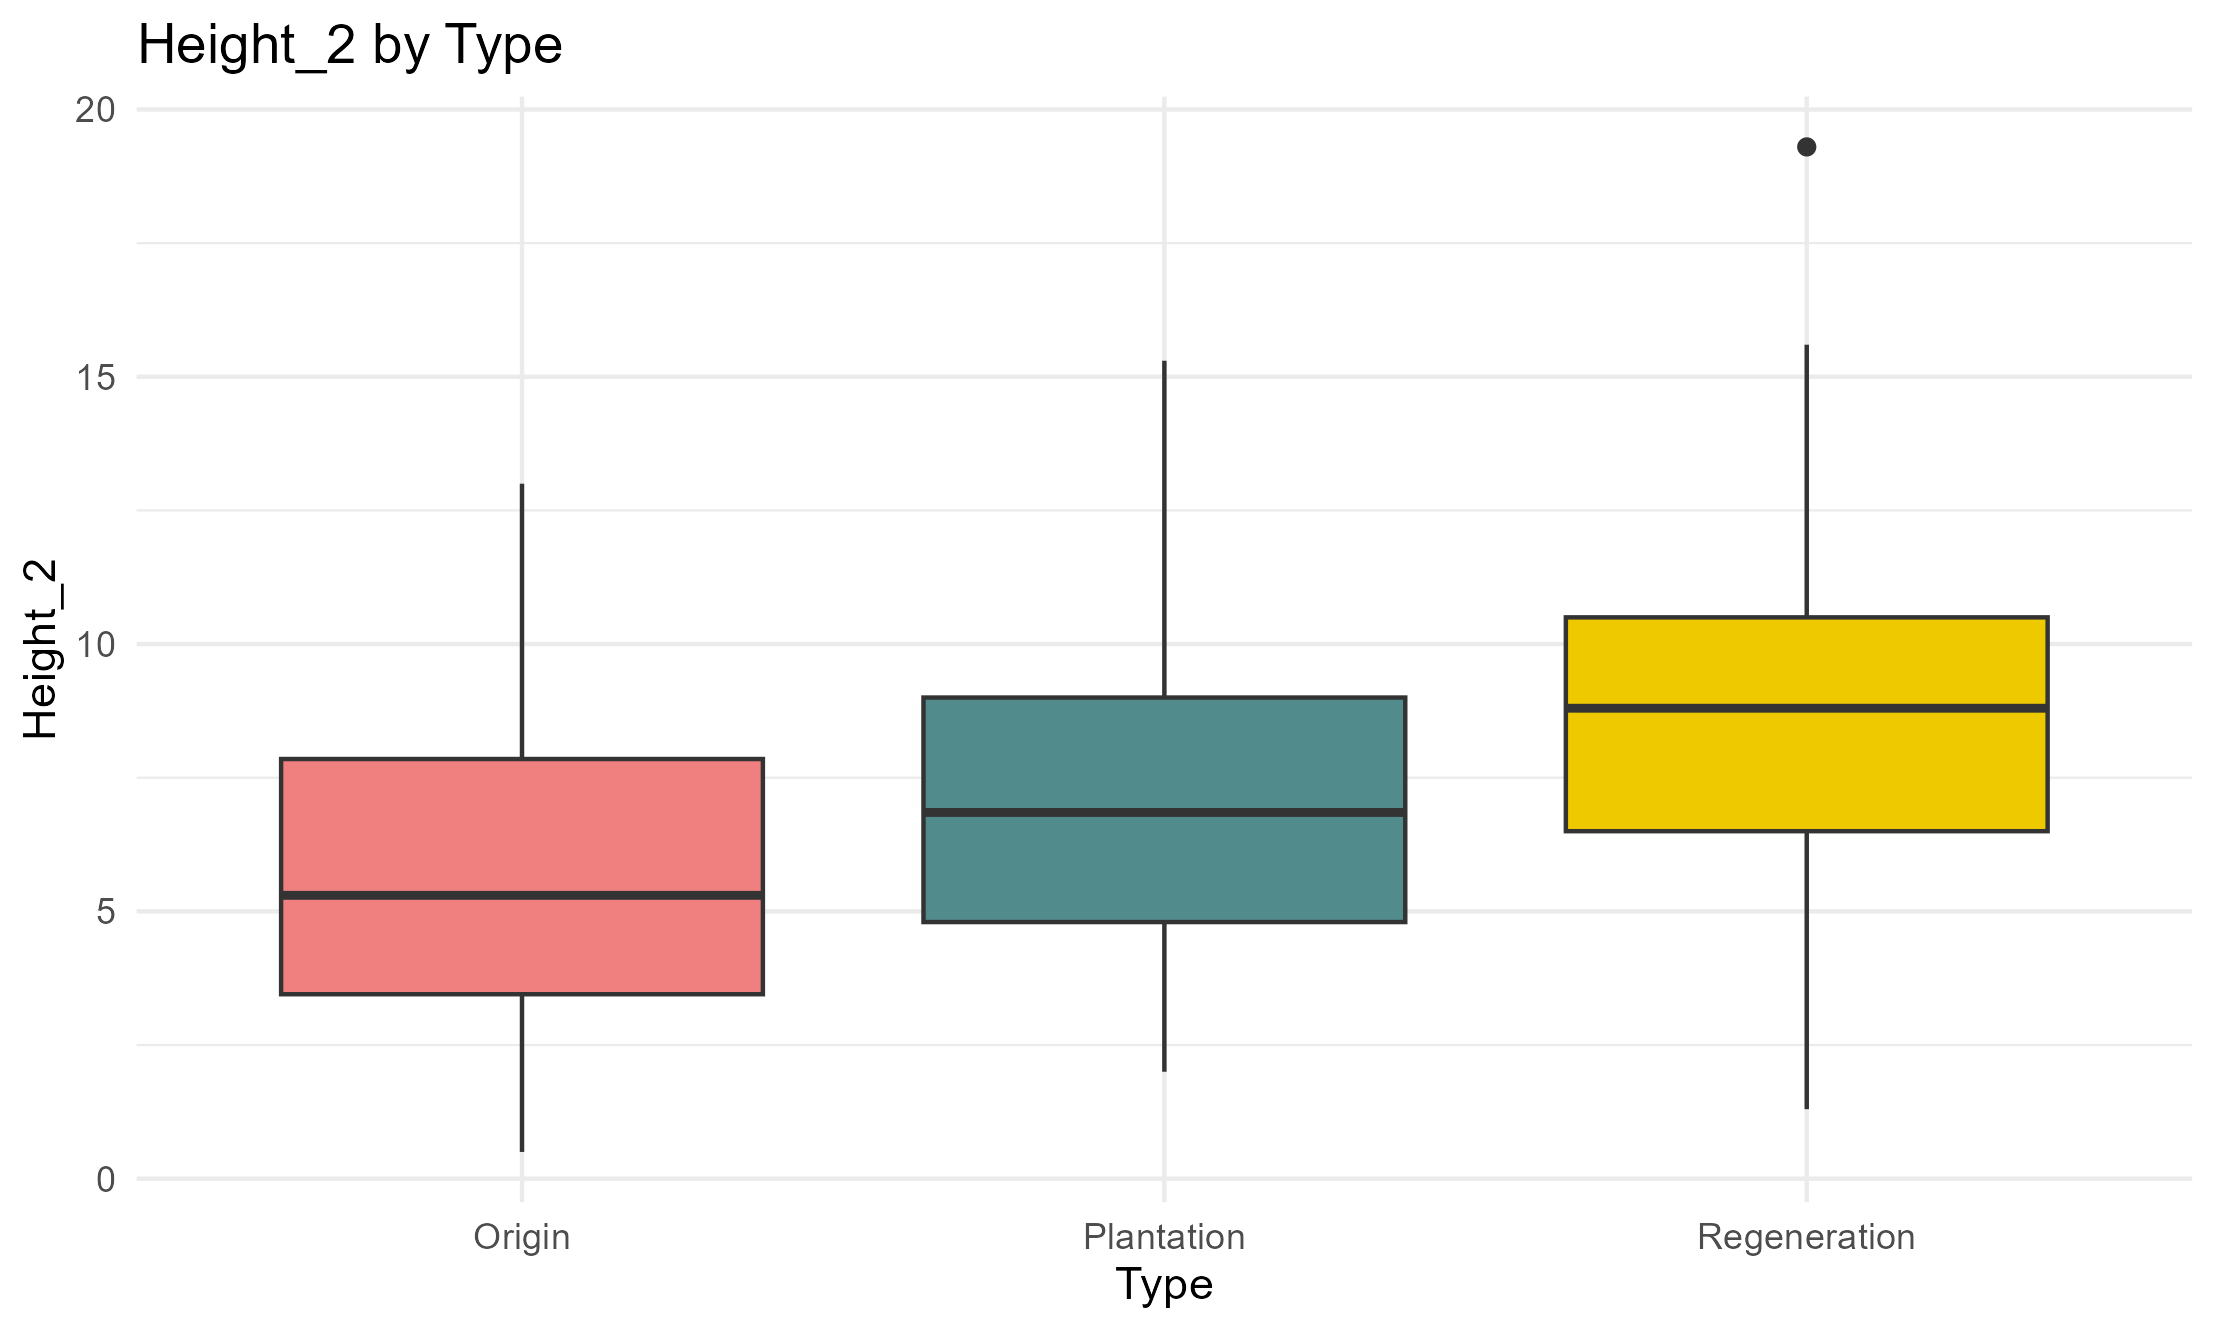 Height_2 by Type
Height_2
20
15
10
5
0
Origin
Plantation
Regeneration
Type